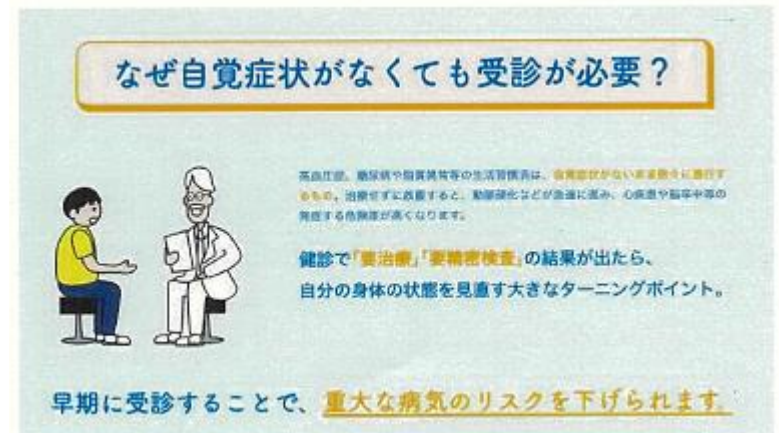 なぜ自覚症状がなくても受診が必要?
高血圧症、糖尿病や脂質異常等の生活習慣病は、自覚症状がないまま徐々に進行す
るもの。治療せずに放置すると、動脈硬化などが急速に進み、心疾患や脳卒中等の
発症する危険度が高くなります。
健診で「要治療」「要精密検査」の結果が出たら、
自分の身体の状態を見直す大きなターニングポイント。
早期に受診することで、重大な病気のリスクを下げられます